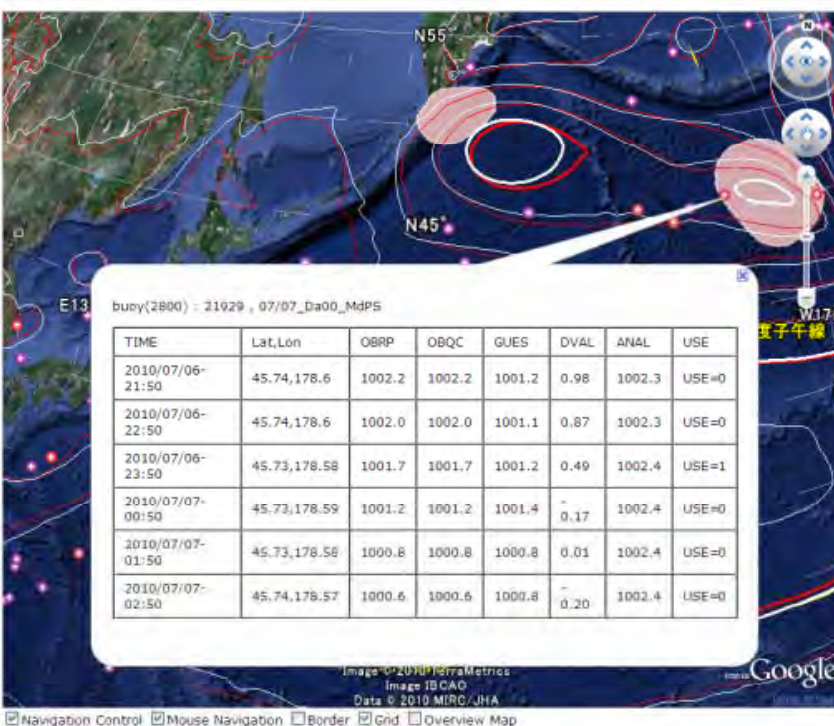 N55°
N
N45°
E13
W17
度子午線
buoy(2800) : 21929 , 07/07_Da00_MdPS
TIME Lat,Lon OBRP OBQC GUES DVAL ANAL USE
2010/07/06-21:50 45.74,178.6 1002.2 1002.2 1001.2 0.98 1002.3 USE=0
2010/07/06-22:50 45.74,178.6 1002.0 1002.0 1001.1 0.87 1002.3 USE=0
2010/07/06-23:50 45.73,178.58 1001.7 1001.7 1001.2 0.49 1002.4 USE=1
2010/07/07-00:50 45.73,178.59 1001.2 1001.2 1001.4 -0.17 1002.4 USE=0
2010/07/07-01:50 45.73,178.58 1000.8 1000.8 1000.8 0.01 1002.4 USE=0
2010/07/07-02:50 45.74,178.57 1000.6 1000.6 1000.8 -0.20 1002.4 USE=0
Image © 2010 TerraMetrics
Image IBCAO
Data © 2010 MIRC/JHA
Google
Navigation Control Mouse Navigation Border Grid Overview Map